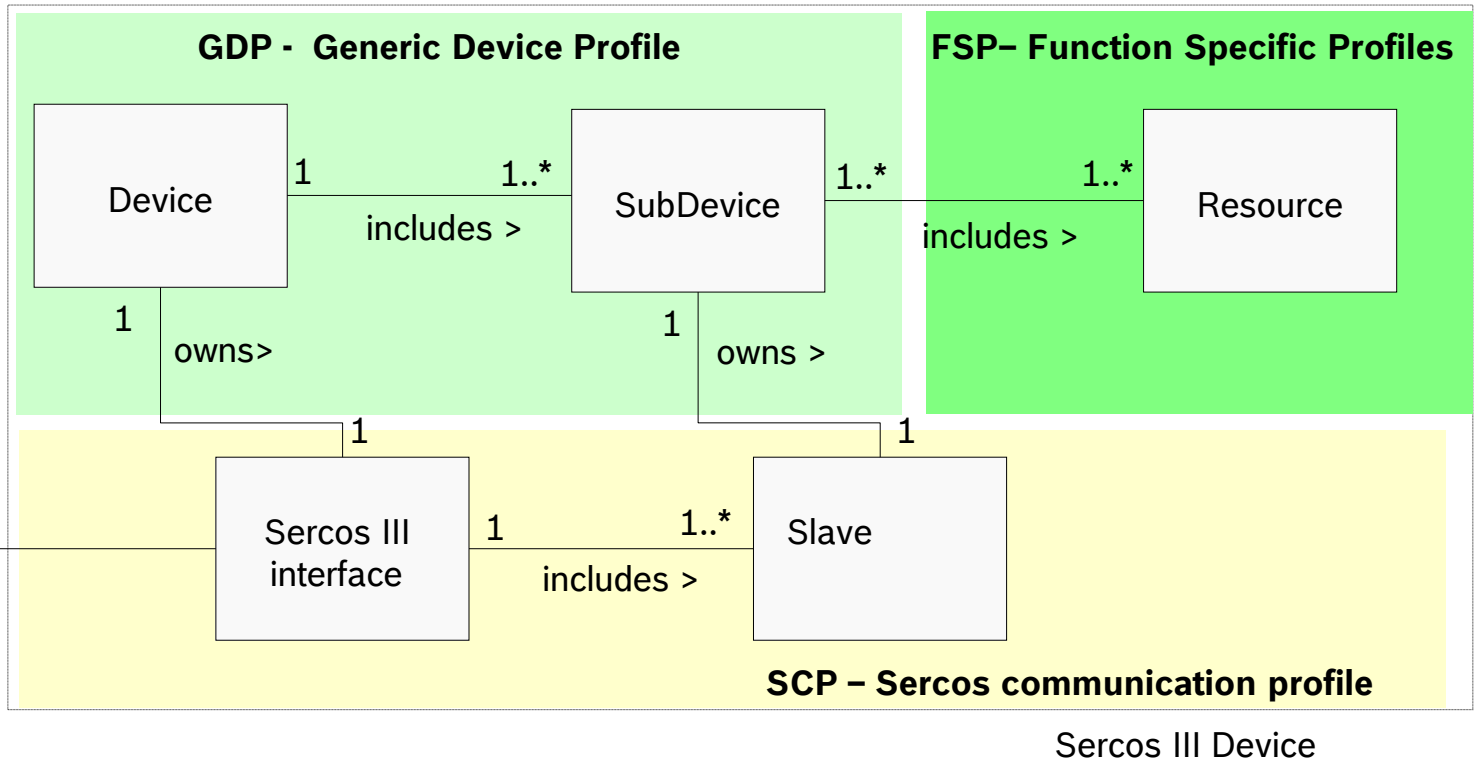 GDP - Generic Device Profile
FSP– Function Specific Profiles
Device
1
1..*
includes >
SubDevice
1..*
1..*
includes >
Resource
1
owns>
1
1
owns >
1
Sercos III
interface
1
1..*
includes >
Slave
SCP – Sercos communication profile
Sercos III Device